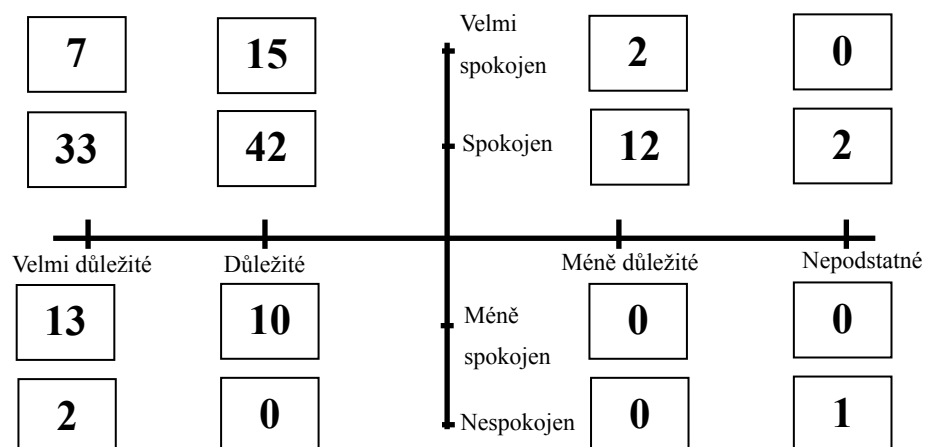 Velmi
7 15 spokojen 2 0
33 42 Spokojen 12 2
Velmi důležité Důležité Méně důležité Nepodstatné
13 10 Méně 0 0
spokojen
2 0 Nespokojen 0 1